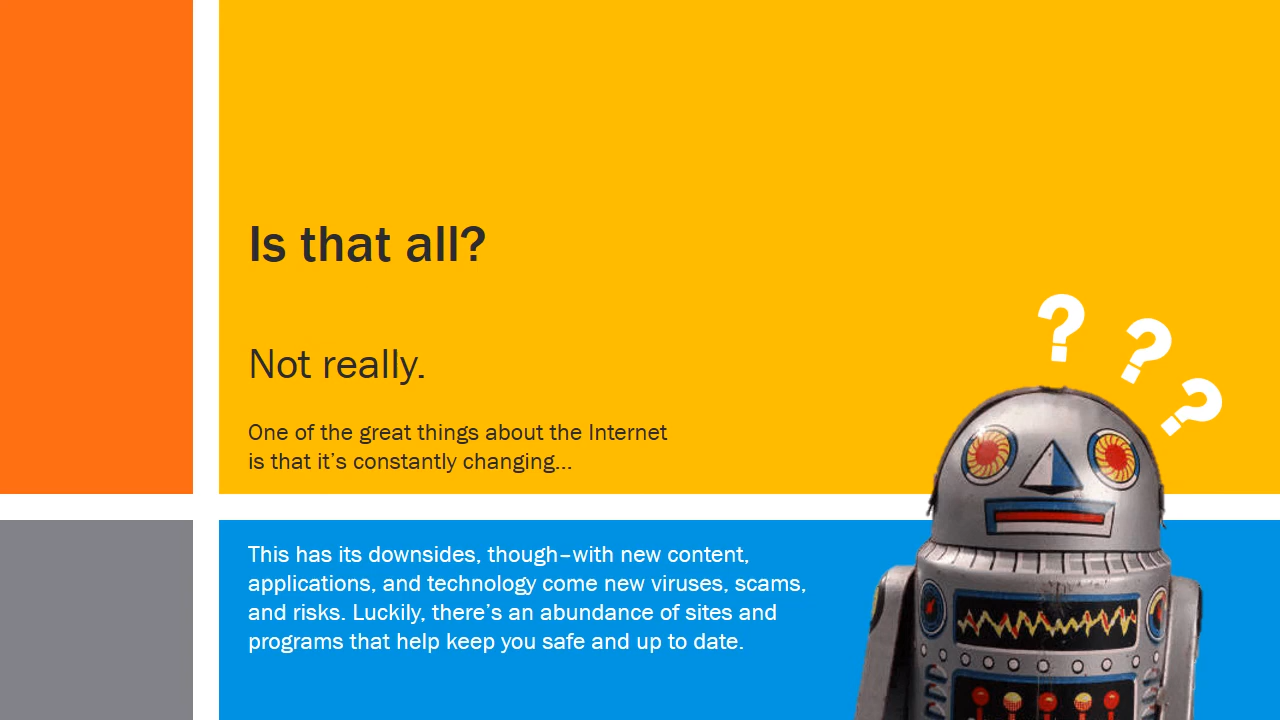 Is that all?
Not really.
One of the great things about the Internet
is that it’s constantly changing...
? ? ?
This has its downsides, though–with new content,
applications, and technology come new viruses, scams,
and risks. Luckily, there’s an abundance of sites and
programs that help keep you safe and up to date.